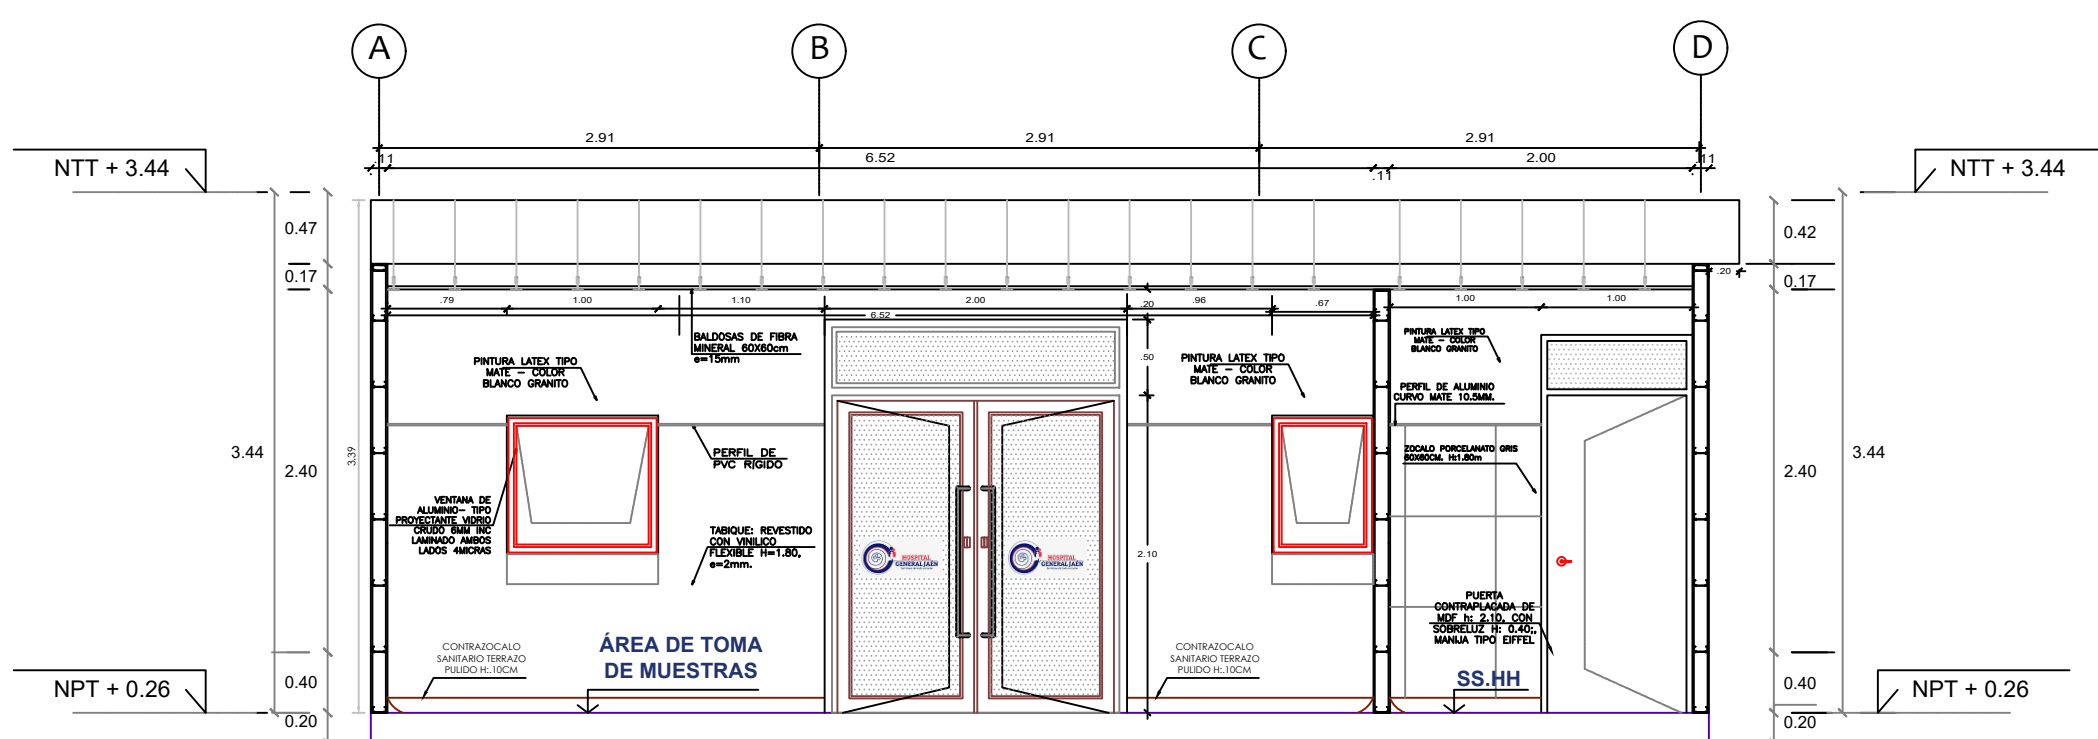 A
B
C
D
2.91
2.91
2.91
.11
6.52
.11
2.00
.11
NTT + 3.44
NTT + 3.44
0.47
0.17
3.44
2.40
3.39
0.40
0.20
NPT + 0.26
0.42
.20
0.17
2.40
3.44
0.40
0.20
NPT + 0.26
.79
1.00
1.10
2.00
.20
.96
.67
1.00
1.00
6.52
.50
2.10
BALDOSAS DE FIBRA
MINERAL 60X60cm
e=15mm
PINTURA LATEX TIPO
MATE – COLOR
BLANCO GRANITO
PERFIL DE
PVC RÍGIDO
VENTANA DE
ALUMINIO– TIPO
PROYECTANTE VIDRIO
CRUDO 6MM INC
LAMINADO AMBOS
LADOS 4MICRAS
TABIQUE: REVESTIDO
CON VINILICO
FLEXIBLE H=1.80,
e=2mm.
CONTRAZOCALO
SANITARIO TERRAZO
PULIDO H:.10CM
ÁREA DE TOMA
DE MUESTRAS
HOSPITAL
GENERAL JAÉN
HOSPITAL
GENERAL JAÉN
PINTURA LATEX TIPO
MATE – COLOR
BLANCO GRANITO
CONTRAZOCALO
SANITARIO TERRAZO
PULIDO H:.10CM
PINTURA LATEX TIPO
MATE – COLOR
BLANCO GRANITO
PERFIL DE ALUMINIO
CURVO MATE 10.5MM.
ZOCALO PORCELANATO GRIS
60X60CM. H:1.80m
PUERTA
CONTRAPLACADA DE
MDF h: 2.10, CON
SOBRELUZ H: 0.40;,
MANIJA TIPO EIFFEL
SS.HH